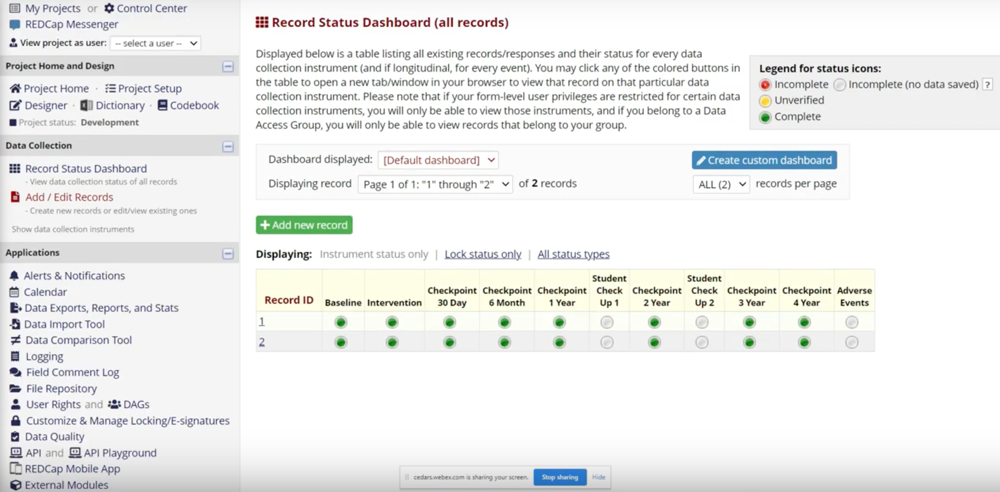 My Projects or Control Center
REDCap Messenger
View project as user: -- select a user --
Project Home and Design
Project Home · Project Setup
Designer · Dictionary · Codebook
Project status: Development
Data Collection
Record Status Dashboard
- View data collection status of all records
Add / Edit Records
- Create new records or edit/view existing ones
Show data collection instruments
Applications
Alerts & Notifications
Calendar
Data Exports, Reports, and Stats
Data Import Tool
Data Comparison Tool
Logging
Field Comment Log
File Repository
User Rights and DAGs
Customize & Manage Locking/E-signatures
Data Quality
API and API Playground
REDCap Mobile App
External Modules
Record Status Dashboard (all records)
Displayed below is a table listing all existing records/responses and their status for every data
collection instrument (and if longitudinal, for every event). You may click any of the colored buttons in
the table to open a new tab/window in your browser to view that record on that particular data
collection instrument. Please note that if your form-level user privileges are restricted for certain data
collection instruments, you will only be able to view those instruments, and if you belong to a Data
Access Group, you will only be able to view records that belong to your group.
Legend for status icons:
Incomplete Incomplete (no data saved) ?
Unverified
Complete
Dashboard displayed: [Default dashboard] Create custom dashboard
Displaying record Page 1 of 1: "1" through "2" of 2 records ALL (2) records per page
Add new record
Displaying: Instrument status only | Lock status only | All status types
Record ID
Baseline
Intervention
Checkpoint
30 Day
Checkpoint
6 Month
Checkpoint
1 Year
Student
Check
Up 1
Checkpoint
2 Year
Student
Check
Up 2
Checkpoint
3 Year
Checkpoint
4 Year
Adverse
Events
1
2
cedars.webex.com is sharing your screen. Stop sharing Hide